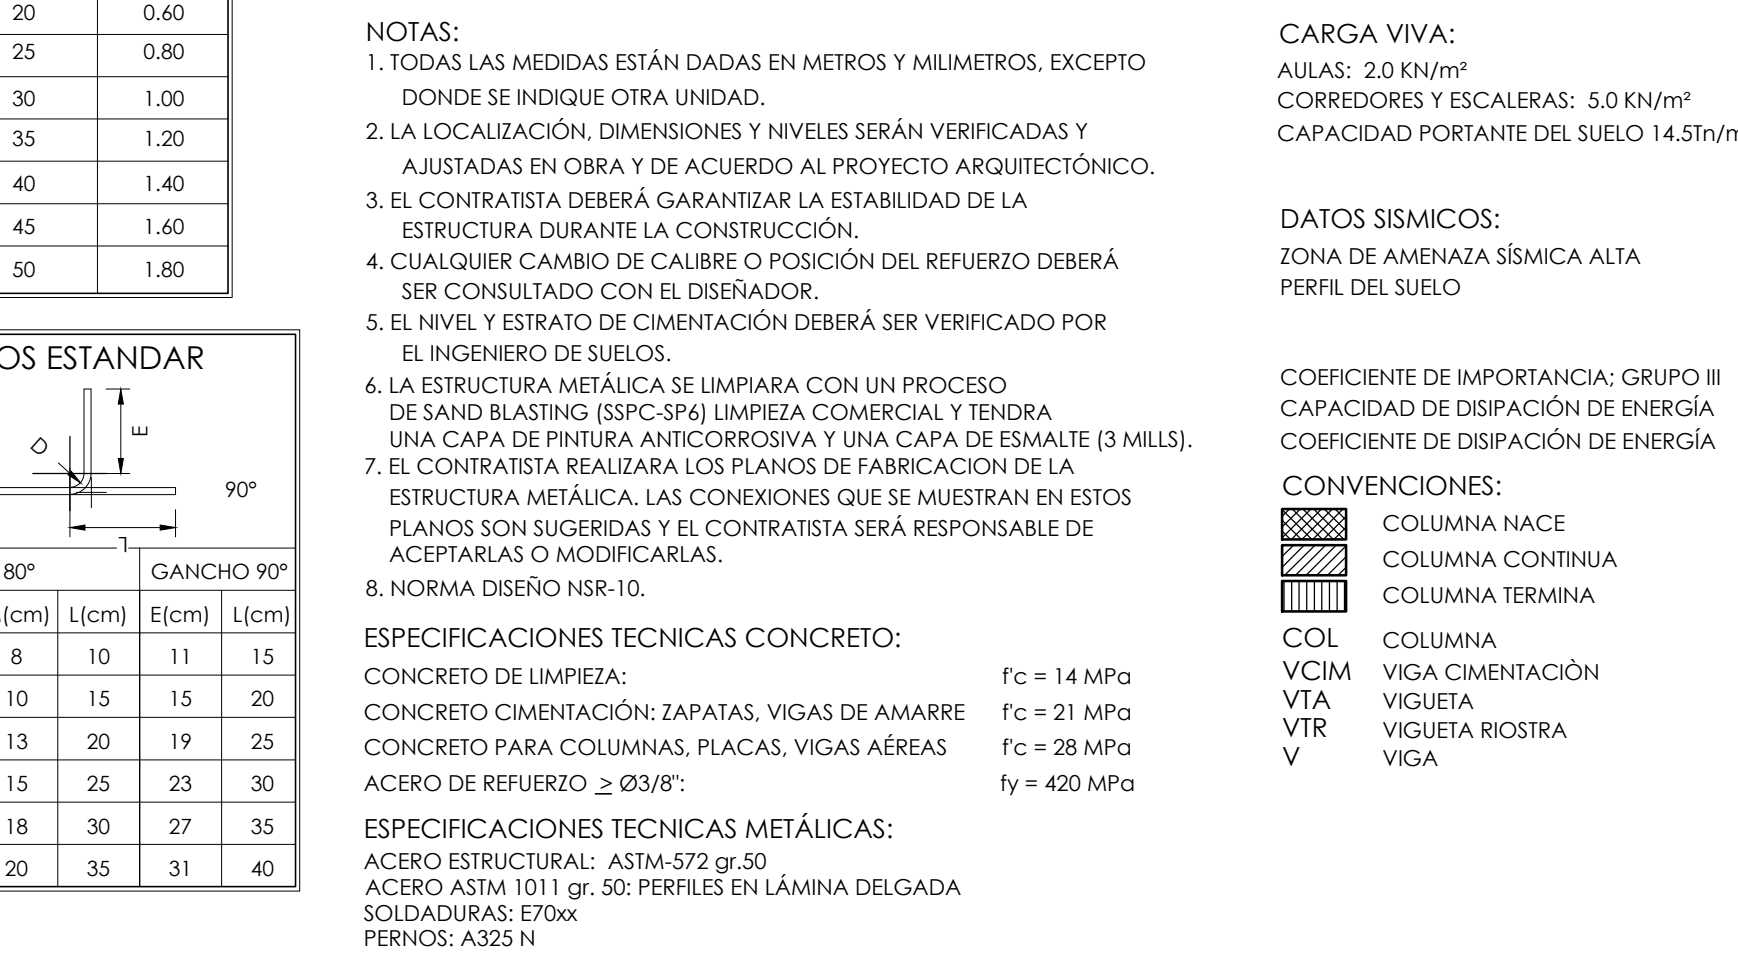 20 0.60
25 0.80
30 1.00
35 1.20
40 1.40
45 1.60
50 1.80
ESTANDAR
D
E
90°
L
80° GANCHO 90°
(cm) L(cm) E(cm) L(cm)
8 10 11 15
10 15 15 20
13 20 19 25
15 25 23 30
18 30 27 35
20 35 31 40
NOTAS:
1. TODAS LAS MEDIDAS ESTÁN DADAS EN METROS Y MILIMETROS, EXCEPTO
DONDE SE INDIQUE OTRA UNIDAD.
2. LA LOCALIZACIÓN, DIMENSIONES Y NIVELES SERÁN VERIFICADAS Y
AJUSTADAS EN OBRA Y DE ACUERDO AL PROYECTO ARQUITECTÓNICO.
3. EL CONTRATISTA DEBERÁ GARANTIZAR LA ESTABILIDAD DE LA
ESTRUCTURA DURANTE LA CONSTRUCCIÓN.
4. CUALQUIER CAMBIO DE CALIBRE O POSICIÓN DEL REFUERZO DEBERÁ
SER CONSULTADO CON EL DISEÑADOR.
5. EL NIVEL Y ESTRATO DE CIMENTACIÓN DEBERÁ SER VERIFICADO POR
EL INGENIERO DE SUELOS.
6. LA ESTRUCTURA METÁLICA SE LIMPIARA CON UN PROCESO
DE SAND BLASTING (SSPC-SP6) LIMPIEZA COMERCIAL Y TENDRA
UNA CAPA DE PINTURA ANTICORROSIVA Y UNA CAPA DE ESMALTE (3 MILLS).
7. EL CONTRATISTA REALIZARA LOS PLANOS DE FABRICACION DE LA
ESTRUCTURA METÁLICA. LAS CONEXIONES QUE SE MUESTRAN EN ESTOS
PLANOS SON SUGERIDAS Y EL CONTRATISTA SERÁ RESPONSABLE DE
ACEPTARLAS O MODIFICARLAS.
8. NORMA DISEÑO NSR-10.
ESPECIFICACIONES TECNICAS CONCRETO:
CONCRETO DE LIMPIEZA: f'c = 14 MPa
CONCRETO CIMENTACIÓN: ZAPATAS, VIGAS DE AMARRE f'c = 21 MPa
CONCRETO PARA COLUMNAS, PLACAS, VIGAS AÉREAS f'c = 28 MPa
ACERO DE REFUERZO ≥ Ø3/8": fy = 420 MPa
ESPECIFICACIONES TECNICAS METÁLICAS:
ACERO ESTRUCTURAL: ASTM-572 gr.50
ACERO ASTM 1011 gr. 50: PERFILES EN LÁMINA DELGADA
SOLDADURAS: E70xx
PERNOS: A325 N
CARGA VIVA:
AULAS: 2.0 KN/m²
CORREDORES Y ESCALERAS: 5.0 KN/m²
CAPACIDAD PORTANTE DEL SUELO 14.5Tn/m
DATOS SISMICOS:
ZONA DE AMENAZA SÍSMICA ALTA
PERFIL DEL SUELO
COEFICIENTE DE IMPORTANCIA; GRUPO III
CAPACIDAD DE DISIPACIÓN DE ENERGÍA
COEFICIENTE DE DISIPACIÓN DE ENERGÍA
CONVENCIONES:
COLUMNA NACE
COLUMNA CONTINUA
COLUMNA TERMINA
COL COLUMNA
VCIM VIGA CIMENTACIÒN
VTA VIGUETA
VTR VIGUETA RIOSTRA
V VIGA